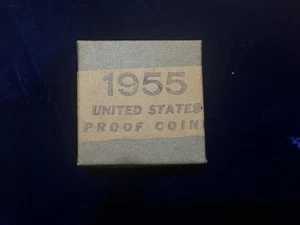 1955
UNITED STATES
PROOF COIN